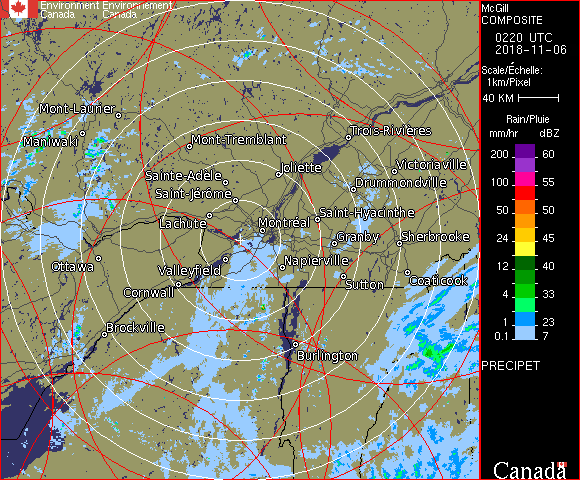 Environment Environnement
Canada Canada
McGill
COMPOSITE
0220 UTC
2018-11-06
Scale/Échelle:
1km/Pixel
40 KM
Rain/Pluie
mm/hr dBZ
200 60
100 55
50 50
24 45
12 40
4 33
1 23
0.1 7
PRECIPET
Canada
Mont-Laurier
Maniwaki
Mont-Tremblant
Trois-Rivières
Joliette
Victoriaville
Sainte-Adèle
Drummondville
Saint-Jérôme
Saint-Hyacinthe
Lachute
Montréal
Granby
Sherbrooke
Ottawa
Valleyfield
Napierville
Cornwall
Sutton
Coaticook
Brockville
Burlington